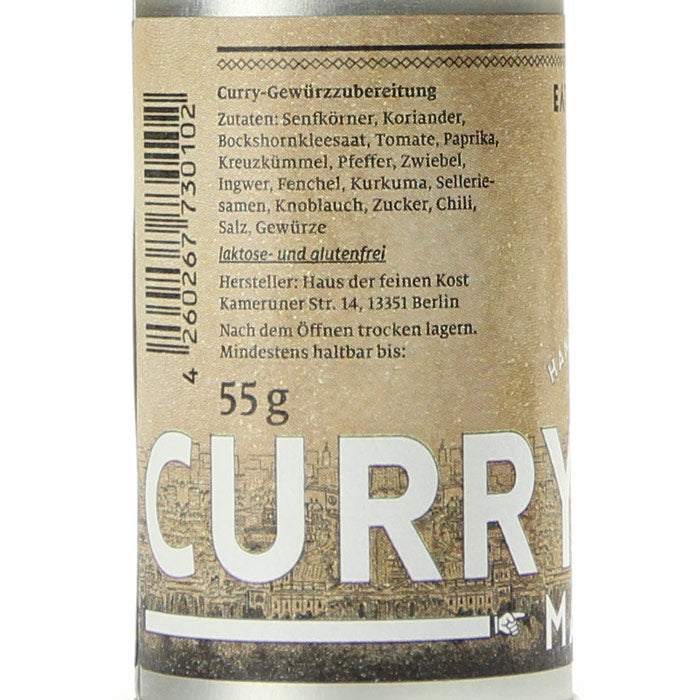 Curry-Gewürzzubereitung
Zutaten: Senfkörner, Koriander,
Bockshornkleesaat, Tomate, Paprika,
Kreuzkümmel, Pfeffer, Zwiebel,
Ingwer, Fenchel, Kurkuma, Sellerie-
samen, Knoblauch, Zucker, Chili,
Salz, Gewürze
laktose- und glutenfrei
Hersteller: Haus der feinen Kost
Kameruner Str. 14, 13351 Berlin
Nach dem Öffnen trocken lagern.
Mindestens haltbar bis:
55 g
4 260267 730102
CURRY